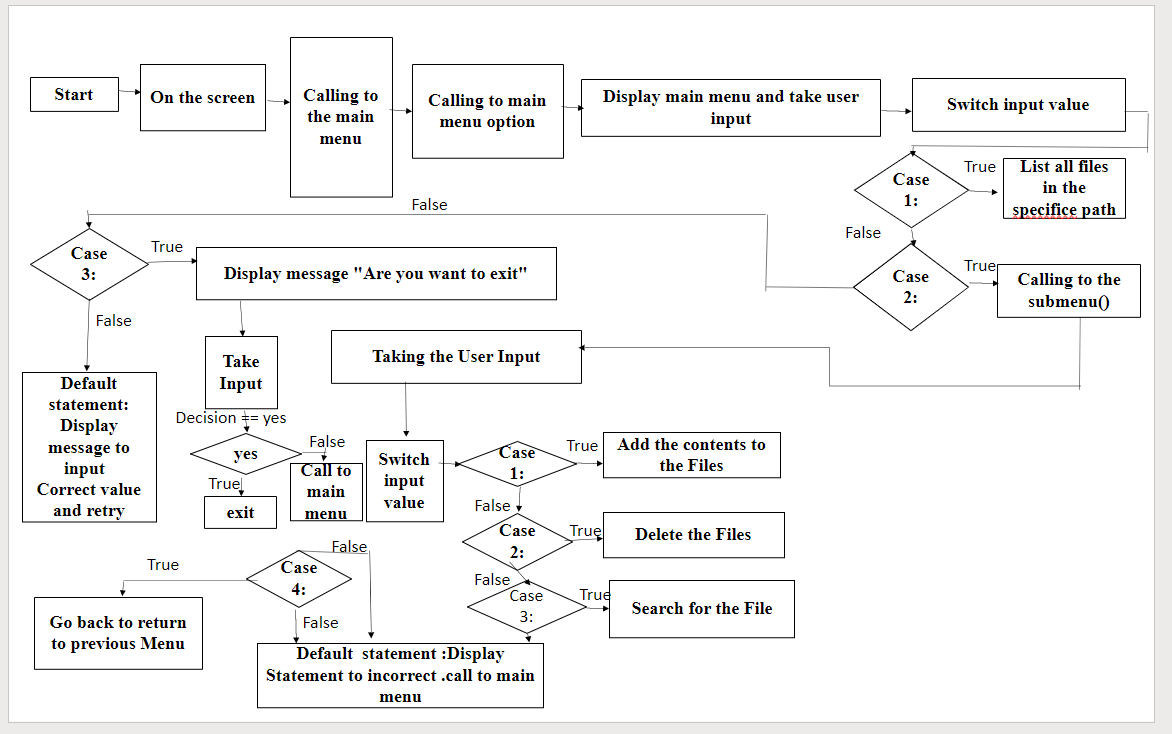 Start
On the screen
Calling to
the main
menu
Calling to main
menu option
Display main menu and take user
input
Switch input value
Case
1:
True
List all files
in the
specifice path
False
False
Case
2:
True
Calling to the
submenu()
Case
3:
True
Display message "Are you want to exit"
False
Take
Input
Taking the User Input
Default
statement:
Display
message to
input
Correct value
and retry
Decision == yes
yes
False
Call to
main
menu
True
exit
Switch
input
value
Case
1:
True
Add the contents to
the Files
False
Case
2:
True
Delete the Files
False
Case
3:
True
Search for the File
False
Case
4:
True
Go back to return
to previous Menu
False
Default  statement :Display
Statement to incorrect .call to main
menu